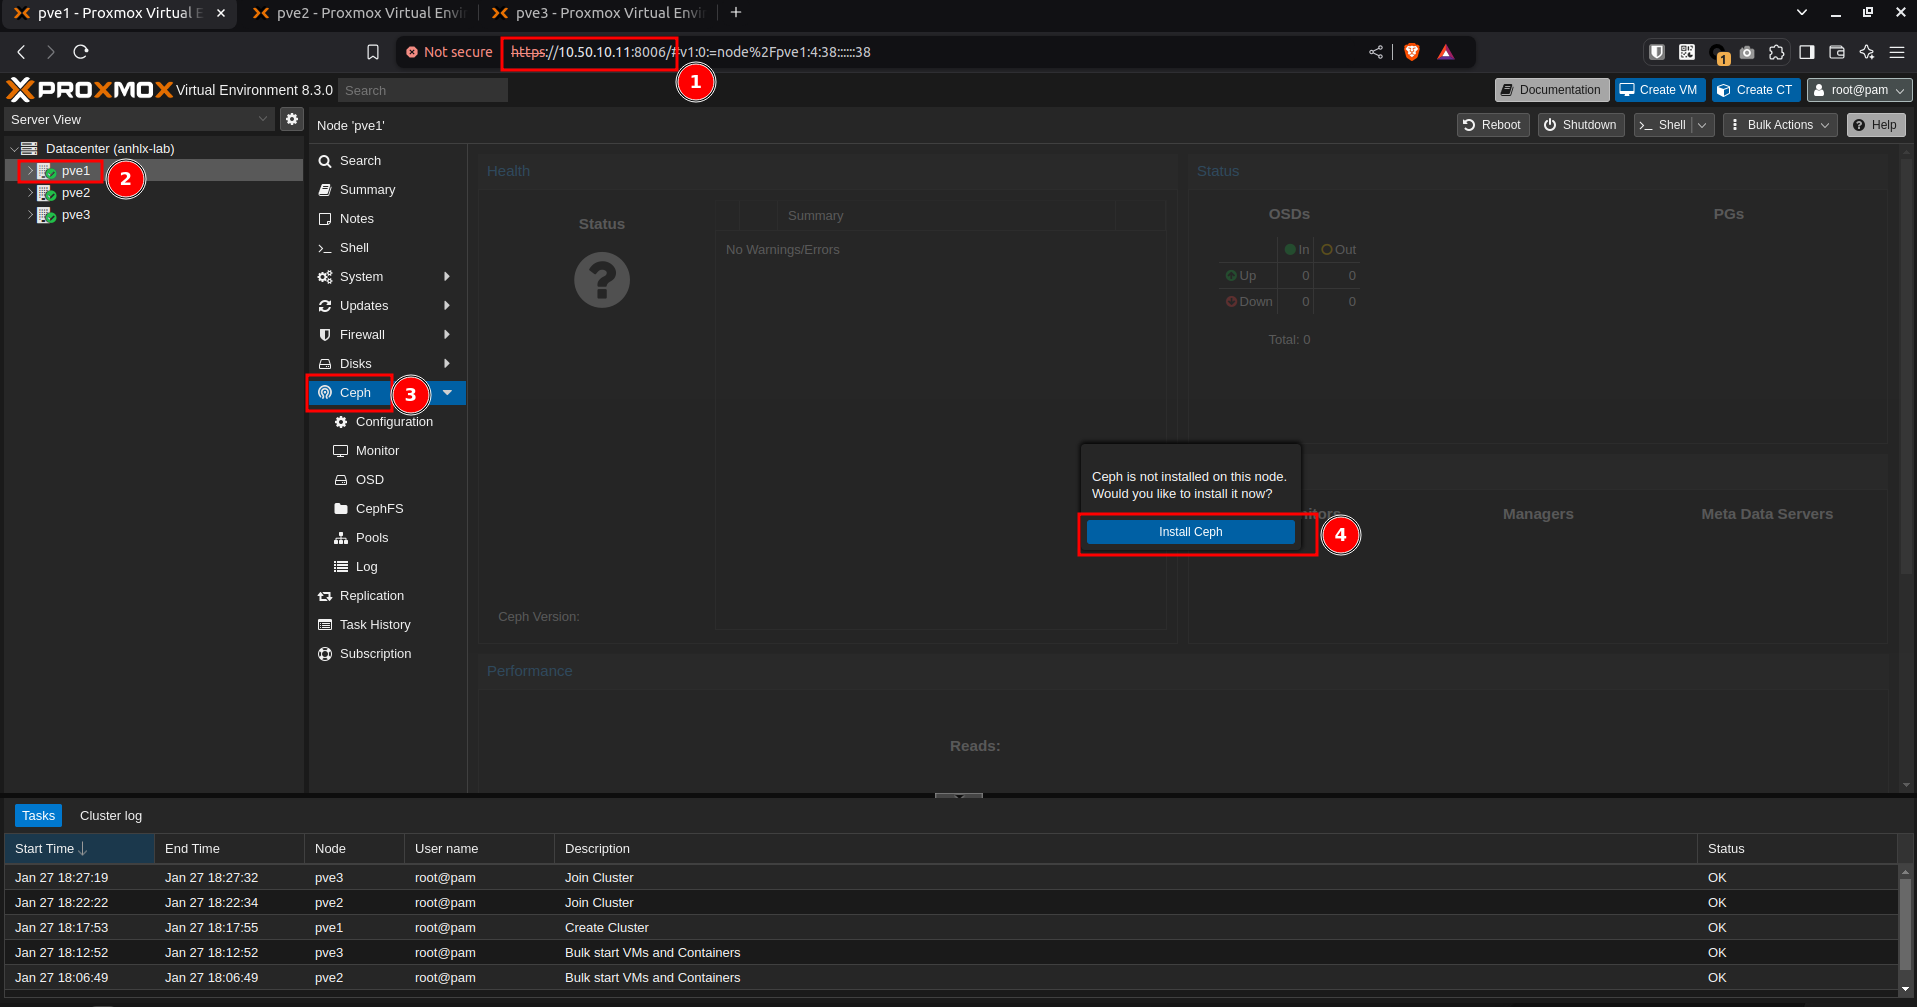 pve1 - Proxmox Virtual E
pve2 - Proxmox Virtual Envi
pve3 - Proxmox Virtual Envi
Not secure
https://10.50.10.11:8006/#v1:0:=node%2Fpve1:4:38::::::38
1
1
PROXMOX Virtual Environment 8.3.0
Search
Documentation
Create VM
Create CT
root@pam
Server View
Node 'pve1'
Reboot
Shutdown
Shell
Bulk Actions
Help
Datacenter (anhlx-lab)
pve1
2
pve2
pve3
Search
Summary
Notes
Shell
System
Updates
Firewall
Disks
Ceph
3
Configuration
Monitor
OSD
CephFS
Pools
Log
Replication
Task History
Subscription
Health
Status
Summary
No Warnings/Errors
Ceph Version:
Status
OSDs
PGs
In
Out
Up 0 0
Down 0 0
Total: 0
Ceph is not installed on this node.
Would you like to install it now?
Install Ceph
4
nitors
Managers
Meta Data Servers
Performance
Reads:
Tasks
Cluster log
Start Time End Time Node User name Description Status
Jan 27 18:27:19 Jan 27 18:27:32 pve3 root@pam Join Cluster OK
Jan 27 18:22:22 Jan 27 18:22:34 pve2 root@pam Join Cluster OK
Jan 27 18:17:53 Jan 27 18:17:55 pve1 root@pam Create Cluster OK
Jan 27 18:12:52 Jan 27 18:12:52 pve3 root@pam Bulk start VMs and Containers OK
Jan 27 18:06:49 Jan 27 18:06:49 pve2 root@pam Bulk start VMs and Containers OK